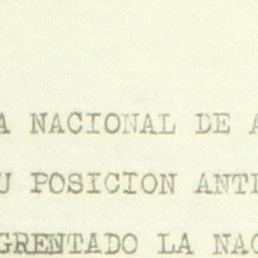 A NACIONAL DE A
U POSICION ANTI
GRENTADO LA NAC